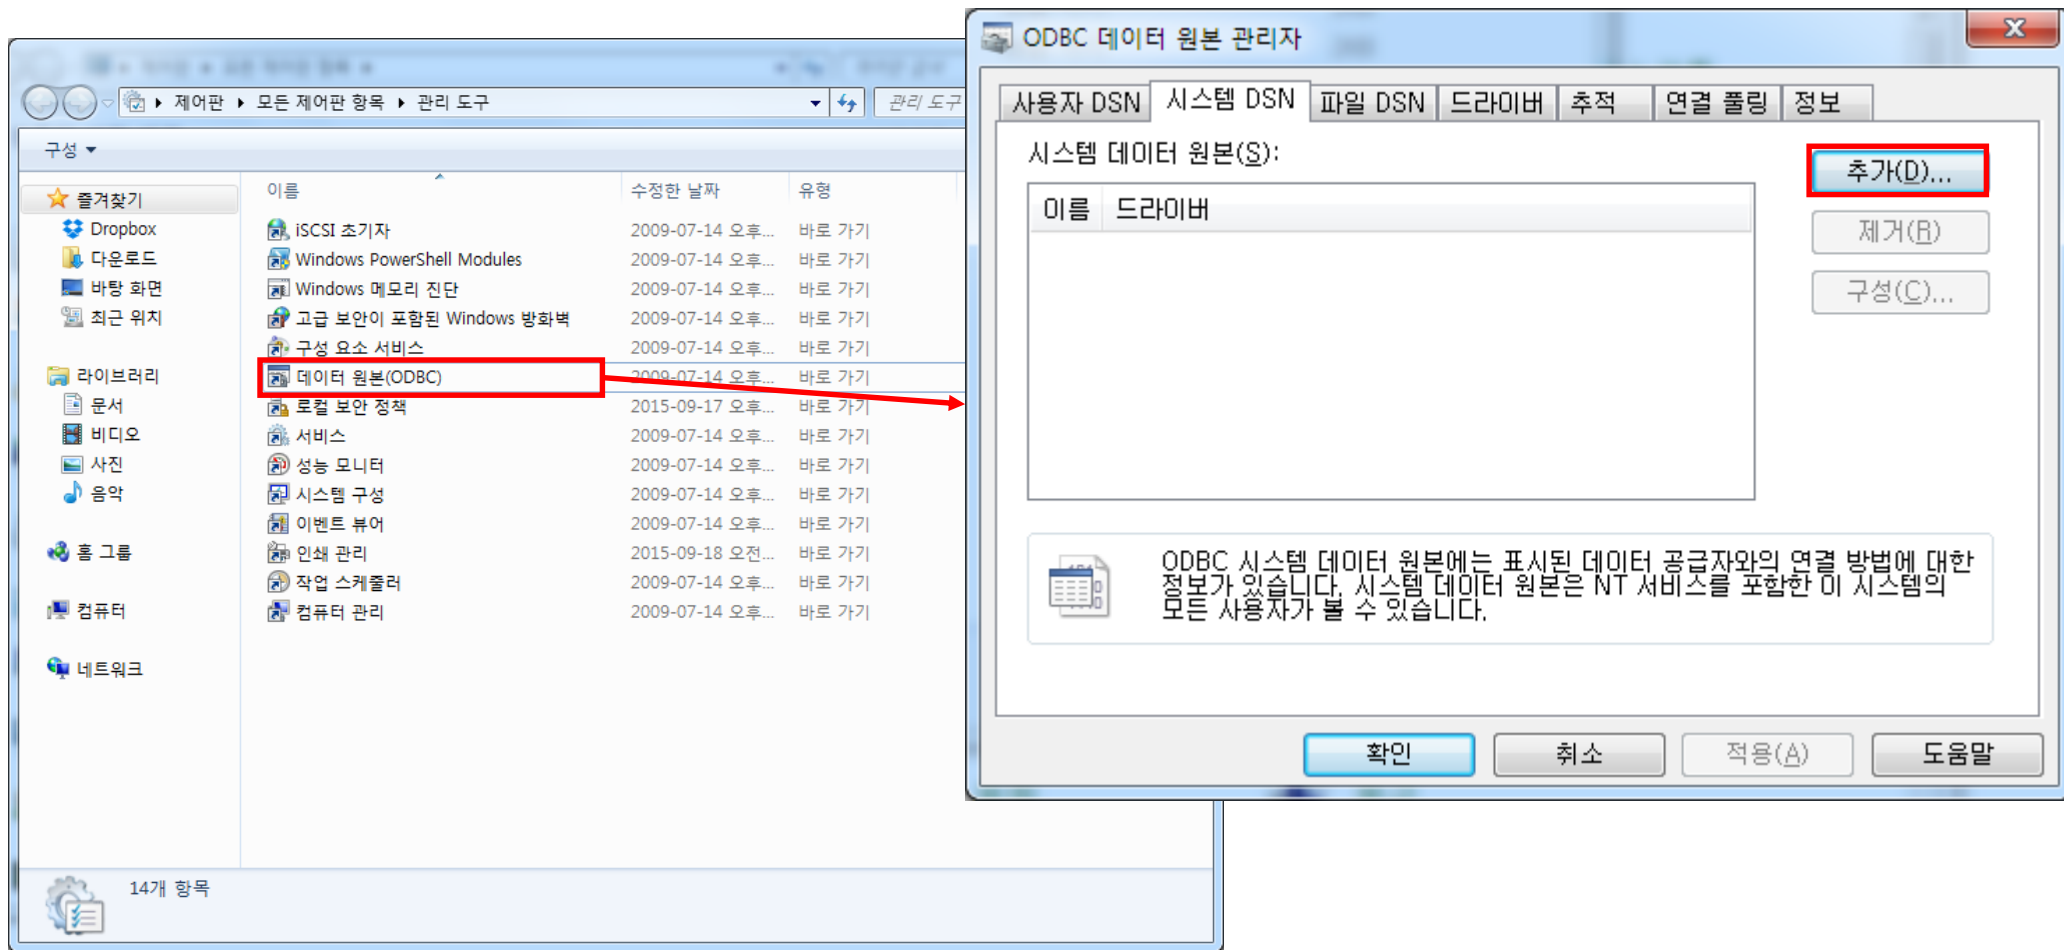 제어판 ▸ 모든 제어판 항목 ▸ 관리 도구
관리 도구
구성
이름 수정한 날짜 유형
즐겨찾기
Dropbox
다운로드
바탕 화면
최근 위치
라이브러리
문서
비디오
사진
음악
홈 그룹
컴퓨터
네트워크
iSCSI 초기자 2009-07-14 오후... 바로 가기
Windows PowerShell Modules 2009-07-14 오후... 바로 가기
Windows 메모리 진단 2009-07-14 오후... 바로 가기
고급 보안이 포함된 Windows 방화벽 2009-07-14 오후... 바로 가기
구성 요소 서비스 2009-07-14 오후... 바로 가기
데이터 원본(ODBC) 2009-07-14 오후... 바로 가기
로컬 보안 정책 2015-09-17 오후... 바로 가기
서비스 2009-07-14 오후... 바로 가기
성능 모니터 2009-07-14 오후... 바로 가기
시스템 구성 2009-07-14 오후... 바로 가기
이벤트 뷰어 2009-07-14 오후... 바로 가기
인쇄 관리 2015-09-18 오전... 바로 가기
작업 스케줄러 2009-07-14 오후... 바로 가기
컴퓨터 관리 2009-07-14 오후... 바로 가기
14개 항목
ODBC 데이터 원본 관리자
사용자 DSN 시스템 DSN 파일 DSN 드라이버 추적 연결 풀링 정보
시스템 데이터 원본(S):
이름 드라이버
추가(D)...
제거(R)
구성(C)...
ODBC 시스템 데이터 원본에는 표시된 데이터 공급자와의 연결 방법에 대한
정보가 있습니다. 시스템 데이터 원본은 NT 서비스를 포함한 이 시스템의
모든 사용자가 볼 수 있습니다.
확인 취소 적용(A) 도움말